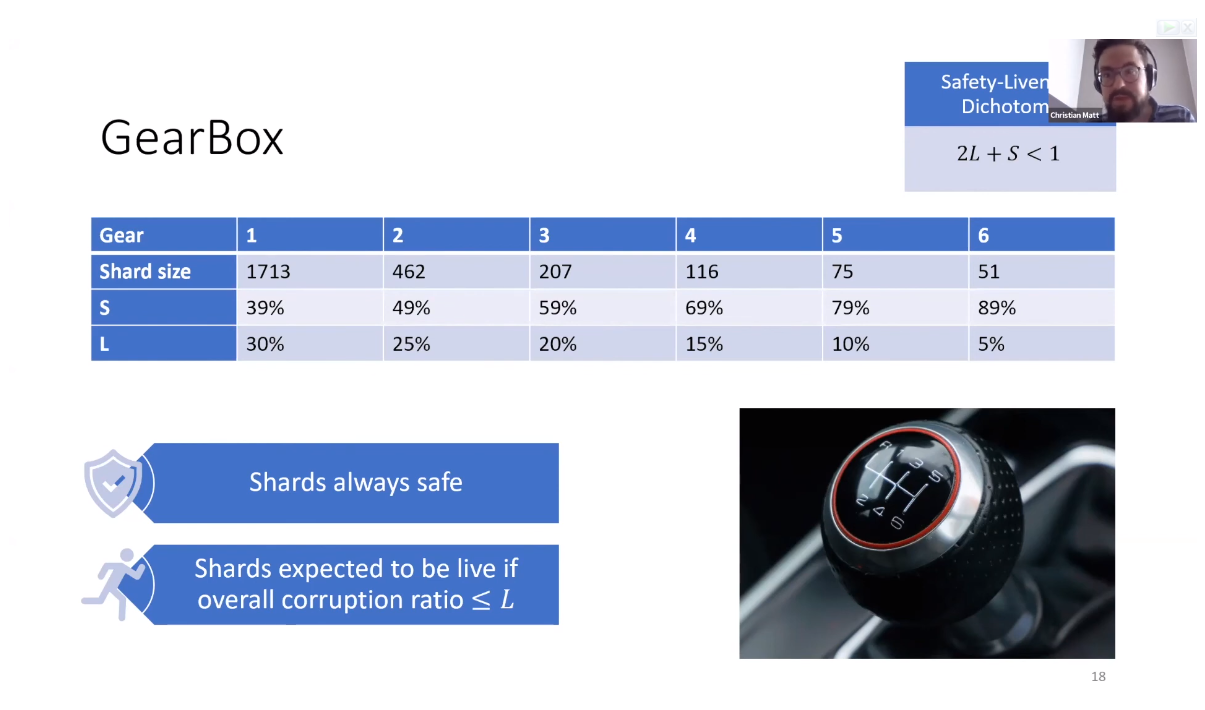 Safety-Liven
Dichotom
Christian Matt
GearBox
2L + S < 1
Gear 1 2 3 4 5 6
Shard size 1713 462 207 116 75 51
S 39% 49% 59% 69% 79% 89%
L 30% 25% 20% 15% 10% 5%
Shards always safe
Shards expected to be live if
overall corruption ratio ≤ L
R 1 3 5
2 4 6
18